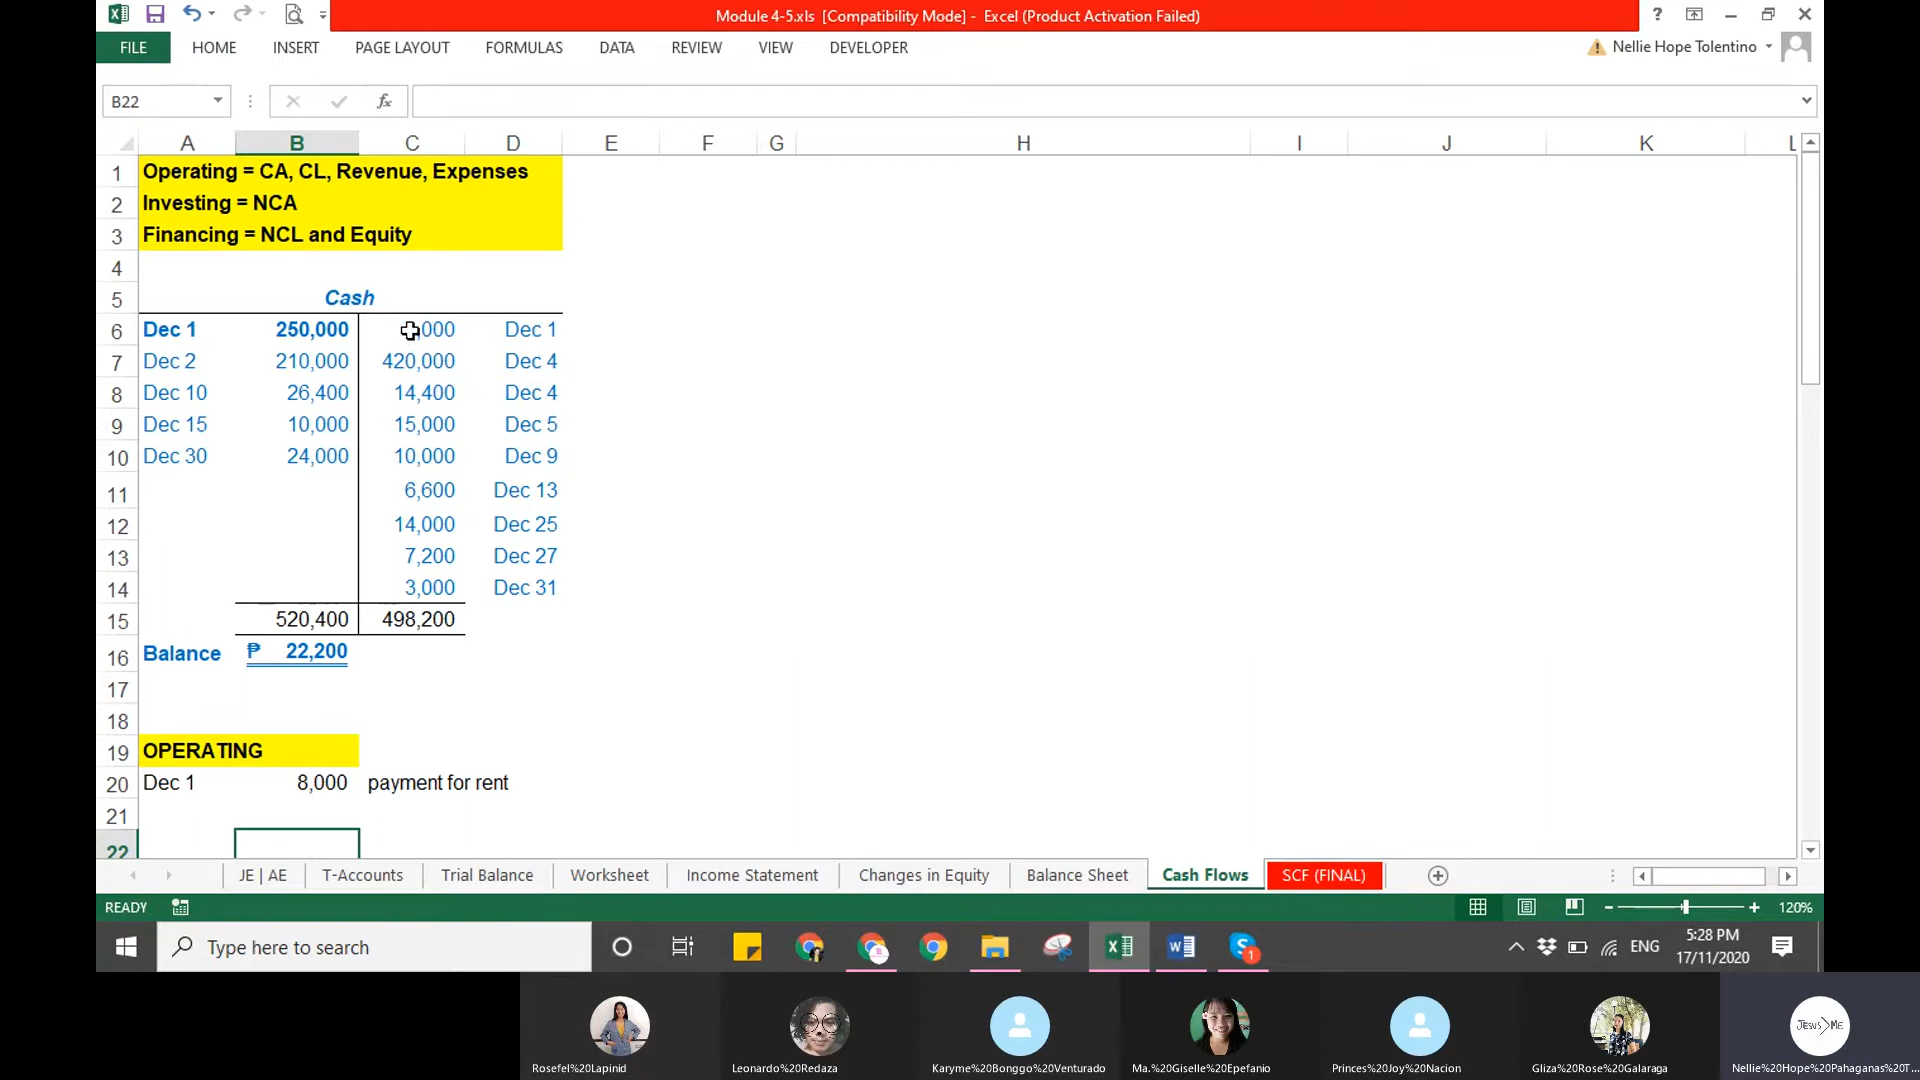 Module 4-5.xls [Compatibility Mode] - Excel (Product Activation Failed)
?
FILE HOME INSERT PAGE LAYOUT FORMULAS DATA REVIEW VIEW DEVELOPER
Nellie Hope Tolentino
B22 fx
A B C D E F G H I J K L
1 Operating = CA, CL, Revenue, Expenses
2 Investing = NCA
3 Financing = NCL and Equity
4
5 Cash
6 Dec 1 250,000 ,000 Dec 1
7 Dec 2 210,000 420,000 Dec 4
8 Dec 10 26,400 14,400 Dec 4
9 Dec 15 10,000 15,000 Dec 5
10 Dec 30 24,000 10,000 Dec 9
11 6,600 Dec 13
12 14,000 Dec 25
13 7,200 Dec 27
14 3,000 Dec 31
15 520,400 498,200
16 Balance ₱ 22,200
17
18
19 OPERATING
20 Dec 1 8,000 payment for rent
21
22
JE | AE T-Accounts Trial Balance Worksheet Income Statement Changes in Equity Balance Sheet Cash Flows SCF (FINAL)
READY 120%
Type here to search
1
ENG
5:28 PM
17/11/2020
JESUS>ME
Rosefel%20Lapinid Leonardo%20Redaza Karyme%20Bonggo%20Venturado Ma.%20Giselle%20Epefanio Princes%20Joy%20Nacion Gliza%20Rose%20Galaraga Nellie%20Hope%20Pahaganas%20T...